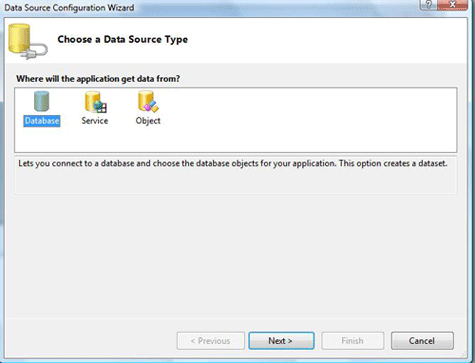 Data Source Configuration Wizard
Choose a Data Source Type
Where will the application get data from?
Database Service Object
Lets you connect to a database and choose the database objects for your application. This option creates a dataset.
< Previous Next > Finish Cancel